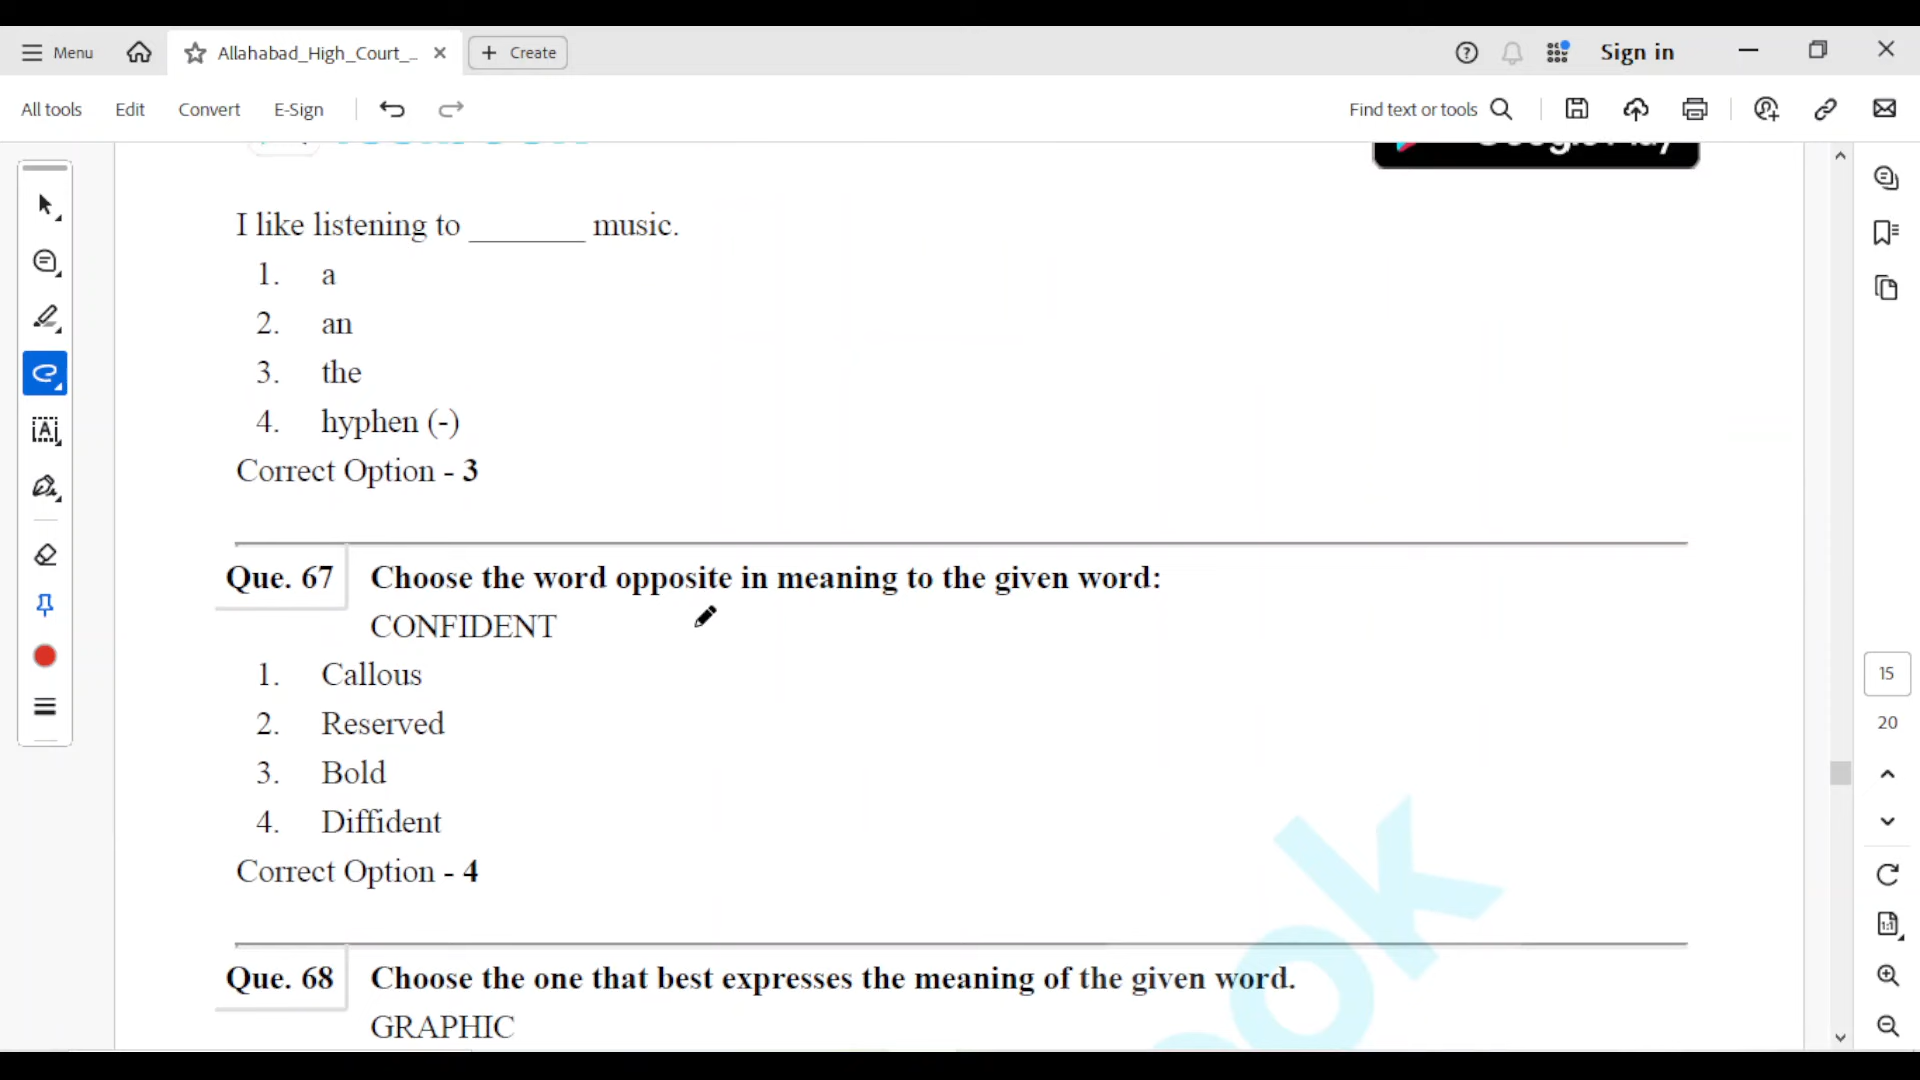 Menu
Allahabad_High_Court_...
Create
Sign in
All tools
Edit
Convert
E-Sign
Find text or tools
I like listening to _______ music.
1. a
2. an
3. the
4. hyphen (-)
Correct Option - 3
Que. 67 Choose the word opposite in meaning to the given word:
CONFIDENT
1. Callous
2. Reserved
3. Bold
4. Diffident
Correct Option - 4
Que. 68 Choose the one that best expresses the meaning of the given word.
GRAPHIC
15
20